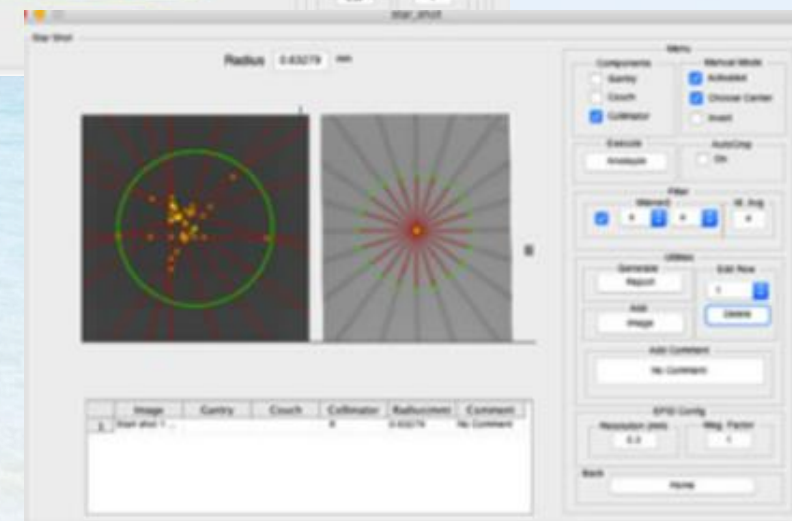 star_shot
Star Shot
Radius 0.63279 mm
Menu
Components
Manual Mode
Gantry
Activated
Couch
Choose Center
Collimator
Invert
Execute
AutoCrop
Analyze
On
Filter
M. Avg
Utilities
Generate
Edit Row
Report
1
Add
Delete
Image
Add Comment
No Comment
EPID Config
Resolution (mm)
Mag. Factor
1
Back
Home
Image Gantry Couch Collimator Radius(mm) Comment
1 X 0.63279 No Comment